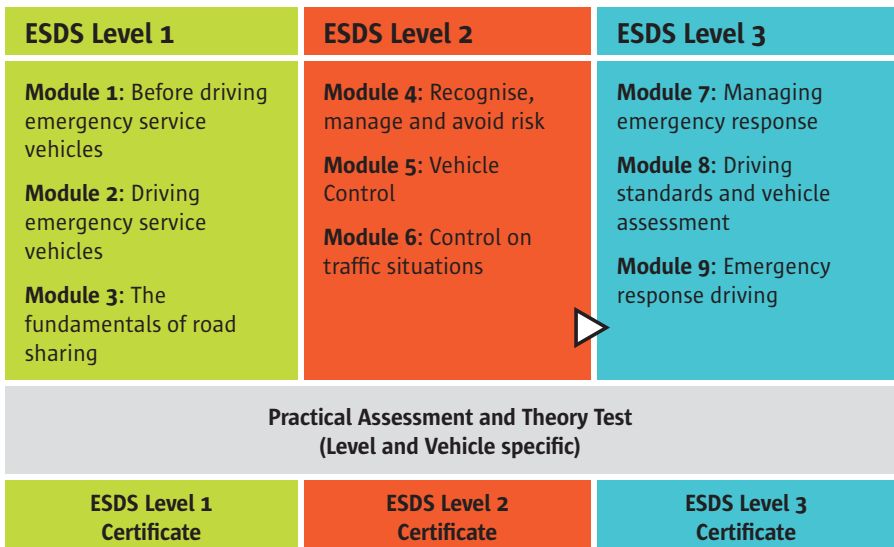 ESDS Level 1
Module 1: Before driving
emergency service
vehicles
Module 2: Driving
emergency service
vehicles
Module 3: The
fundamentals of road
sharing
ESDS Level 2
Module 4: Recognise,
manage and avoid risk
Module 5: Vehicle
Control
Module 6: Control on
traffic situations
ESDS Level 3
Module 7: Managing
emergency response
Module 8: Driving
standards and vehicle
assessment
Module 9: Emergency
response driving
Practical Assessment and Theory Test
(Level and Vehicle specific)
ESDS Level 1
Certificate
ESDS Level 2
Certificate
ESDS Level 3
Certificate